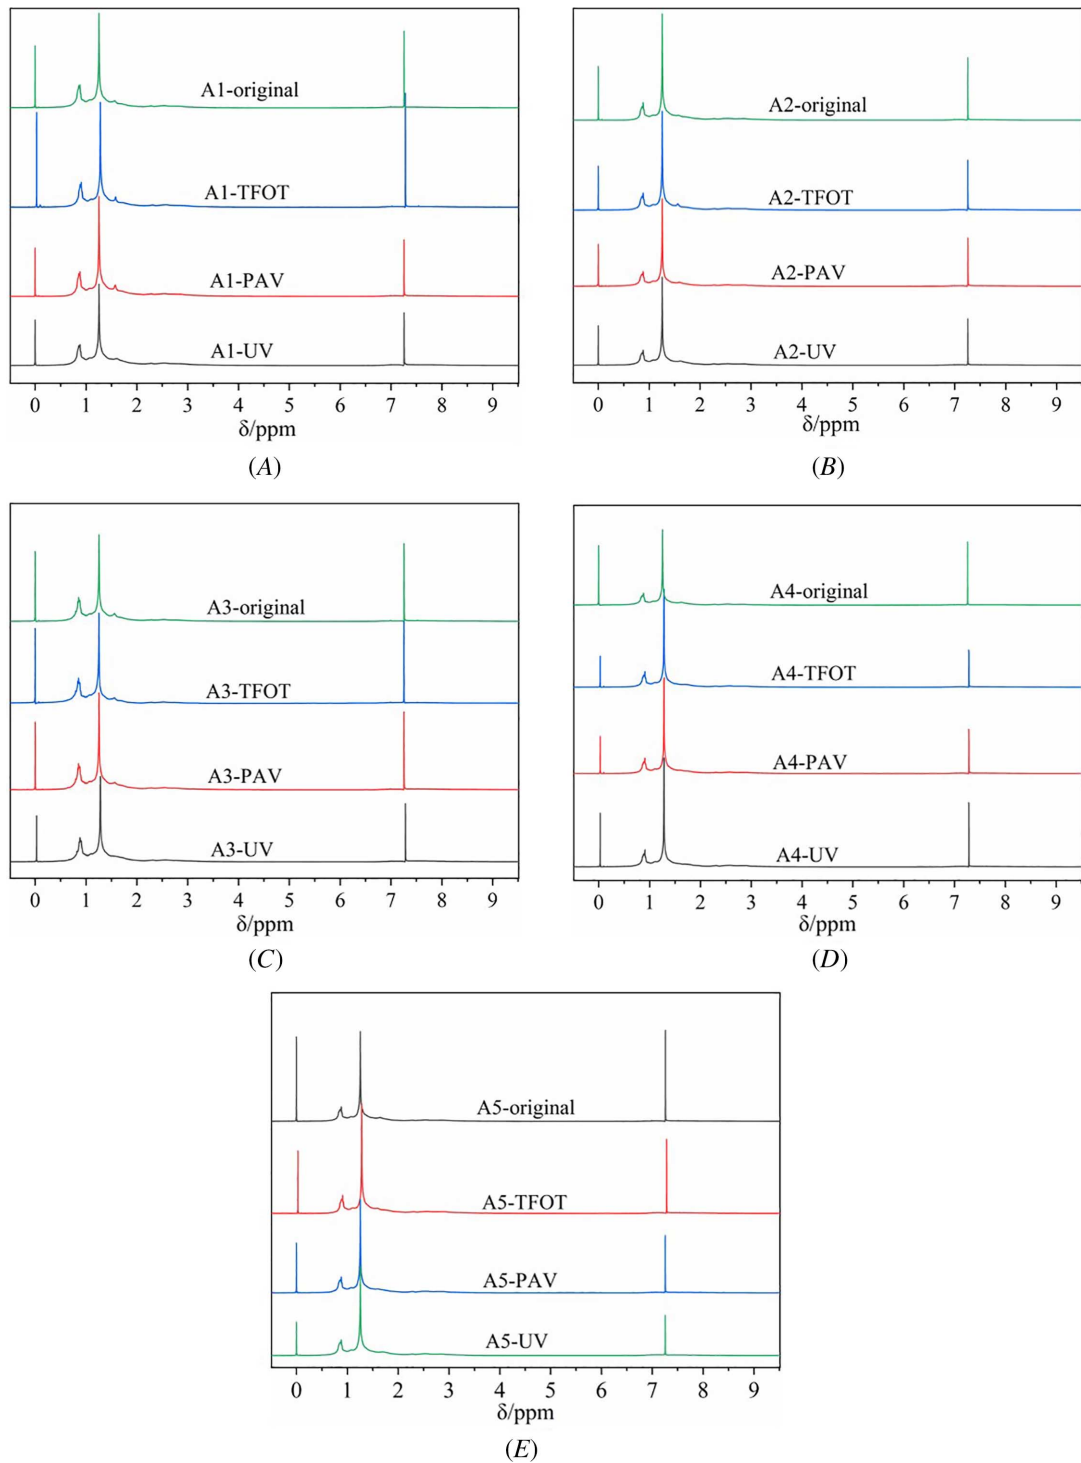 A1-original
A1-TFOT
A1-PAV
A1-UV
0 1 2 3 4 5 6 7 8 9
δ/ppm
(A)
A2-original
A2-TFOT
A2-PAV
A2-UV
0 1 2 3 4 5 6 7 8 9
δ/ppm
(B)
A3-original
A3-TFOT
A3-PAV
A3-UV
0 1 2 3 4 5 6 7 8 9
δ/ppm
(C)
A4-original
A4-TFOT
A4-PAV
A4-UV
0 1 2 3 4 5 6 7 8 9
δ/ppm
(D)
A5-original
A5-TFOT
A5-PAV
A5-UV
0 1 2 3 4 5 6 7 8 9
δ/ppm
(E)